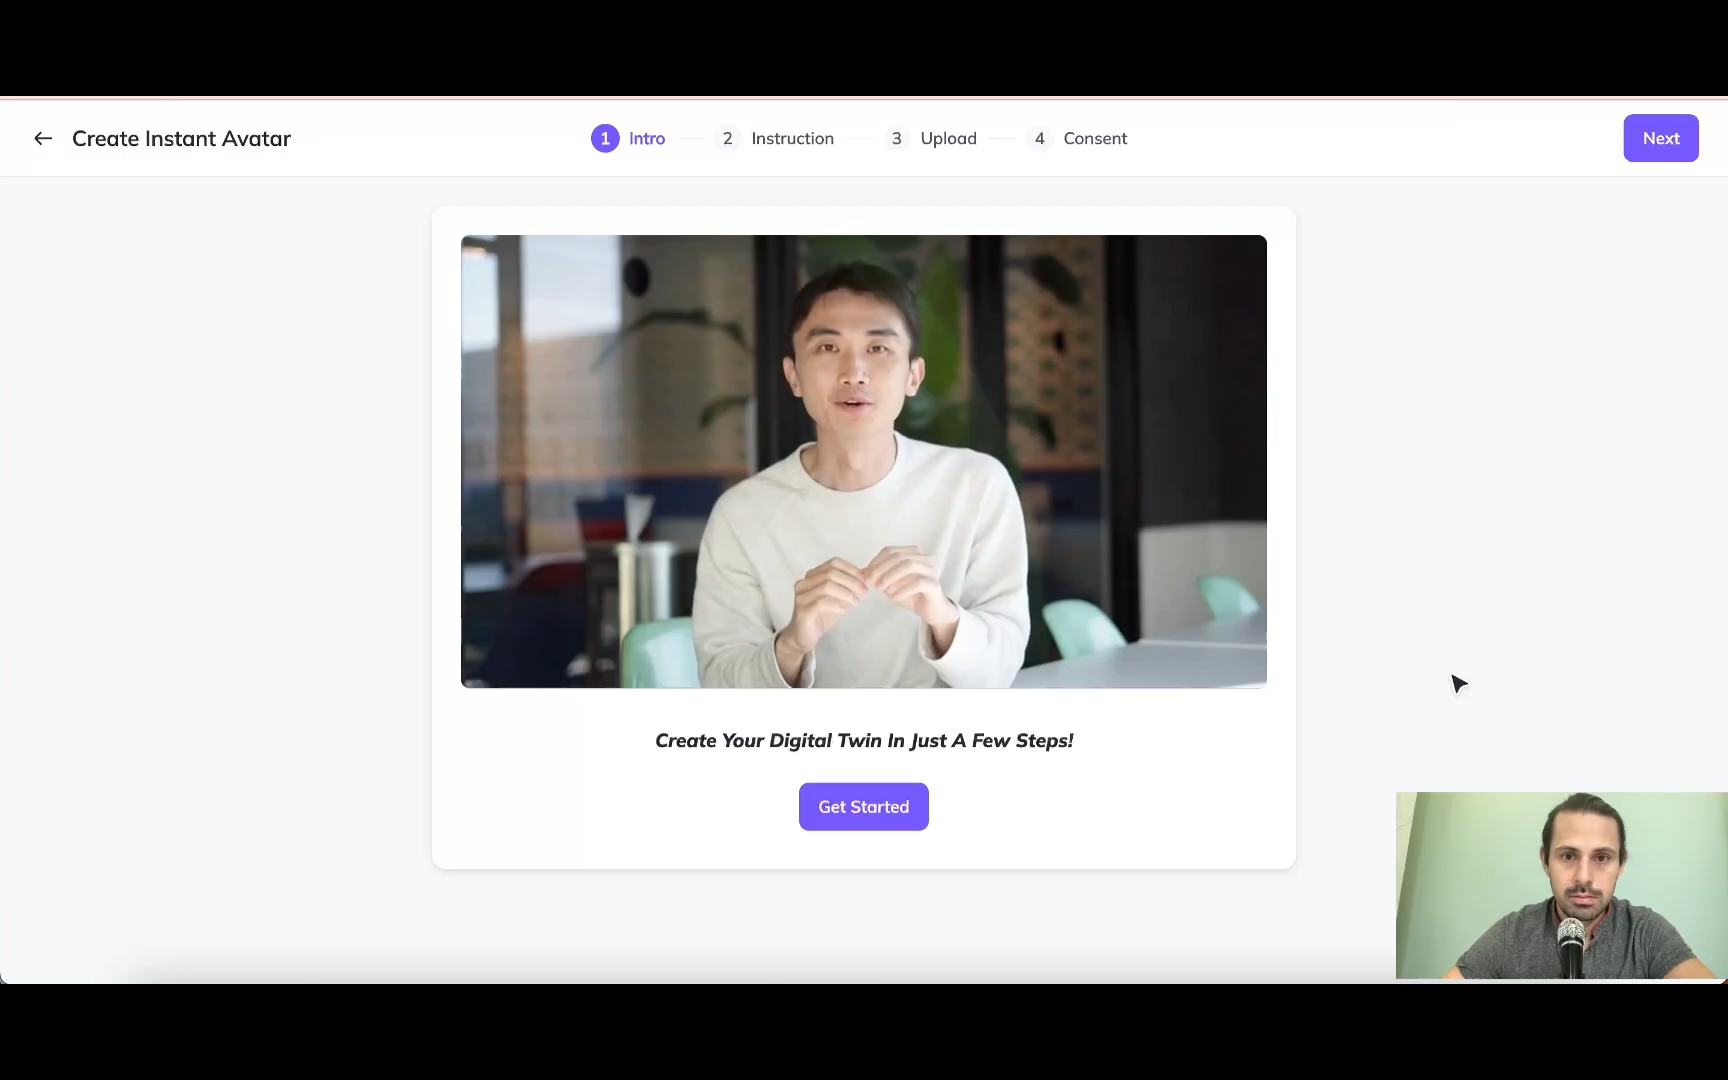 Create Instant Avatar
1 Intro
2 Instruction
3 Upload
4 Consent
Next
Create Your Digital Twin In Just A Few Steps!
Get Started